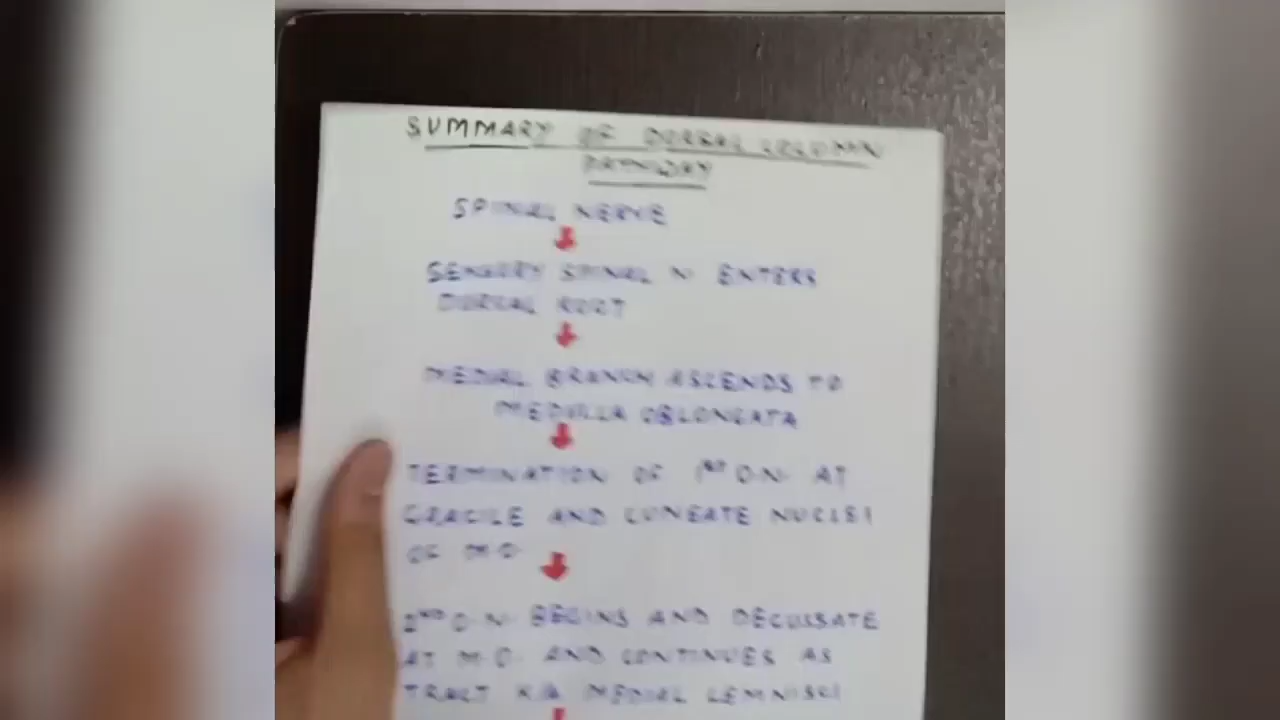 SUMMARY OF DORSAL COLUMN
PATHWAY
SPINAL NERVE
SENSORY SPINAL N. ENTERS
DORSAL ROOT
MEDIAL BRANCH ASCENDS TO
MEDULLA OBLONGATA
TERMINATION OF 1ST O.N. AT
GRACILE AND CUNEATE NUCLEI
OF M.O.
2ND O.N. BEGINS AND DECUSSATE
AT M.O. AND CONTINUES AS
TRACT K/A MEDIAL LEMNISCI